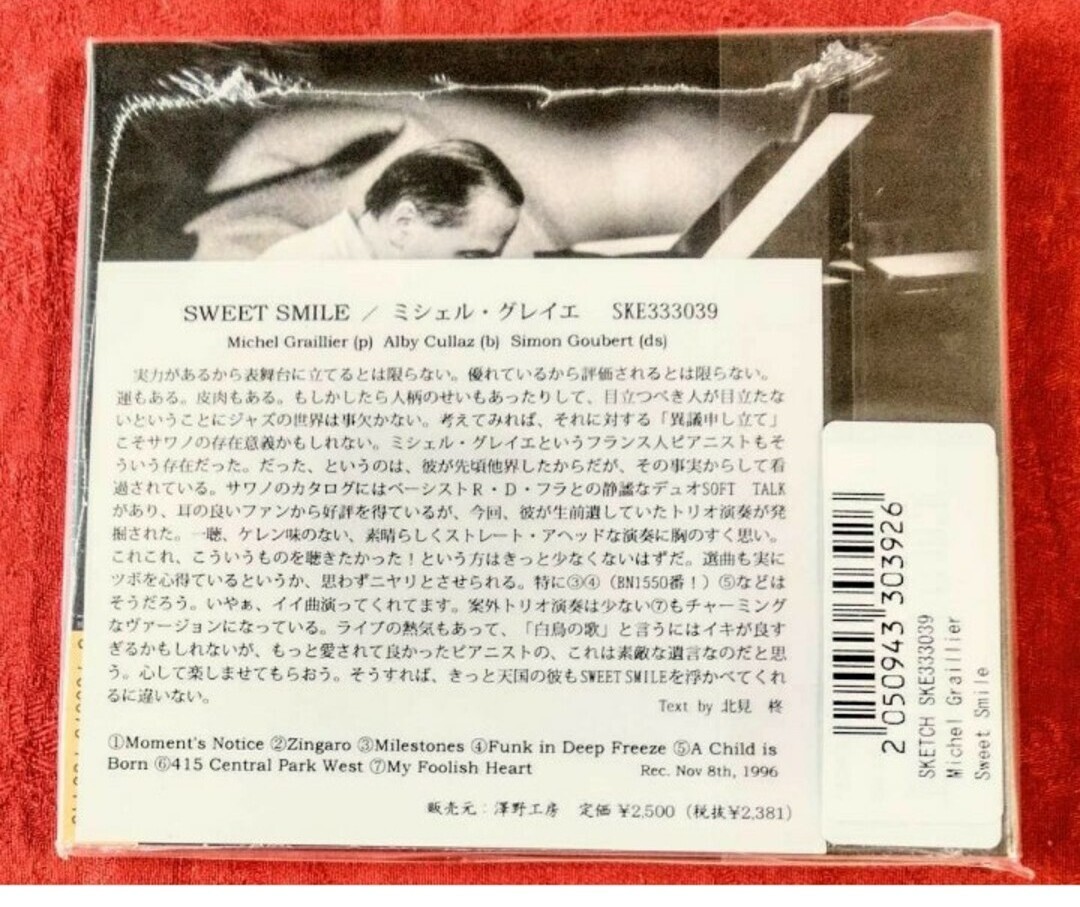 SWEET SMILE / ミシェル・グレイエ SKE333039
Michel Graillier (p) Alby Cullaz (b) Simon Goubert (ds)
実力があるから表舞台に立てるとは限らない。優れているから評価されるとは限らない。
運もある。皮肉もある。もしかしたら人柄のせいもあったりして、目立つべき人が目立たな
いということにジャズの世界は事欠かない。考えてみれば、それに対する「異議申し立て」
こそサワノの存在意義かもしれない。ミシェル・グレイエというフランス人ピアニストもそ
ういう存在だった。だった、というのは、彼が先頃他界したからだが、その事実からして看
過されている。サワノのカタログにはベーシストR・D・フラとの静謐なデュオSOFT TALK
があり、耳の良いファンから好評を得ているが、今回、彼が生前遺していたトリオ演奏が発
掘された。一聴、ケレン味のない、素晴らしくストレート・アヘッドな演奏に胸のすく思い。
これこれ、こういうものを聴きたかった！という方はきっと少なくないはずだ。選曲も実に
ツボを心得ているというか、思わずニヤリとさせられる。特に③④（BN1550番！）⑤などは
そうだろう。いやぁ、イイ曲演ってくれてます。案外トリオ演奏は少ない⑦もチャーミング
なヴァージョンになっている。ライブの熱気もあって、「白鳥の歌」と言うにはイキが良す
ぎるかもしれないが、もっと愛されて良かったピアニストの、これは素敵な遺言なのだと思
う。心して楽しませてもらおう。そうすれば、きっと天国の彼もSWEET SMILEを浮かべてくれ
るに違いない。
Text by 北見 柊
①Moment's Notice ②Zingaro ③Milestones ④Funk in Deep Freeze ⑤A Child is
Born ⑥415 Central Park West ⑦My Foolish Heart
Rec. Nov 8th, 1996
販売元：澤野工房 定価 ¥2,500（税抜¥2,381）
2 050943 303926
SKETCH SKE333039
Michel Graillier
Sweet Smile